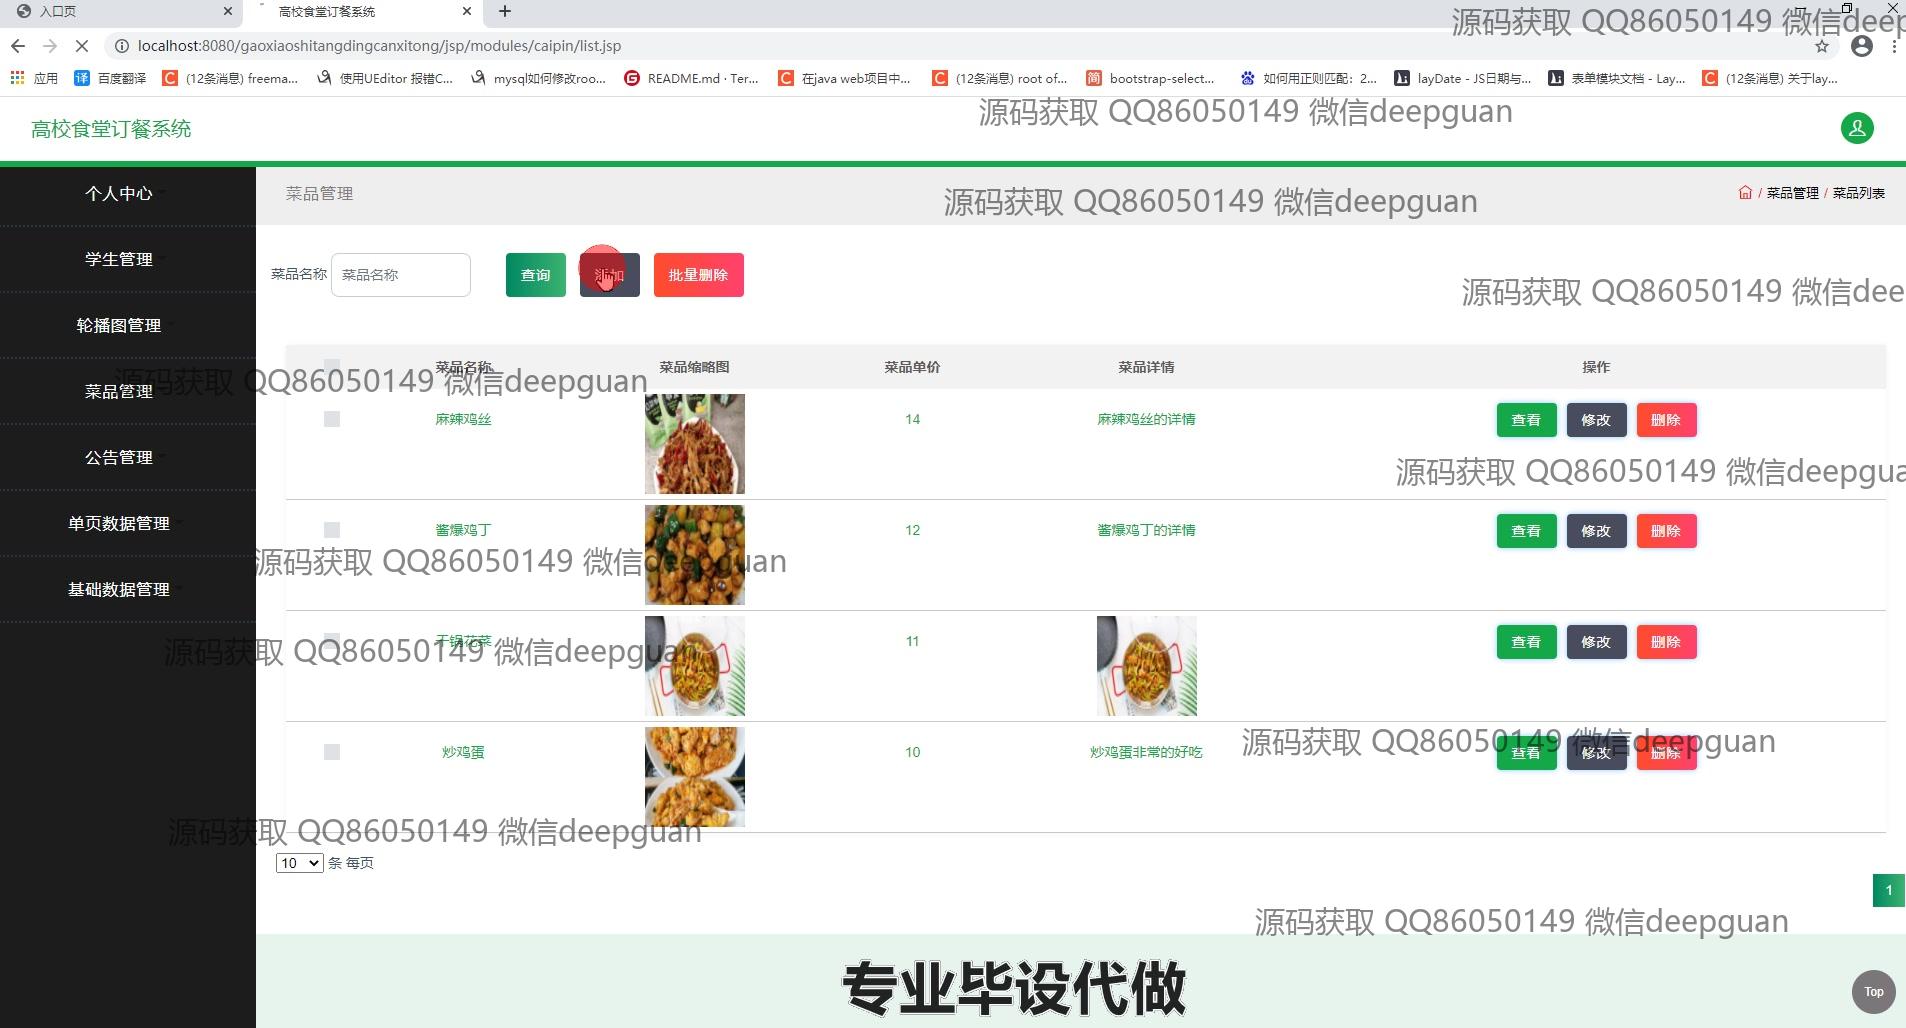 入口页
高校食堂订餐系统
localhost:8080/gaoxiaoshitangdingcanxitong/jsp/modules/caipin/list.jsp
应用
百度翻译
(12条消息) freema...
使用UEditor 报错C...
mysql如何修改roo...
README.md · Ter...
在java web项目中...
(12条消息) root of...
bootstrap-select...
如何用正则匹配：2...
layDate - JS日期与...
表单模块文档 - Lay...
(12条消息) 关于lay...
源码获取 QQ86050149 微信deep
源码获取 QQ86050149 微信deepguan
高校食堂订餐系统
个人中心
学生管理
轮播图管理
菜品管理
公告管理
单页数据管理
基础数据管理
菜品管理
源码获取 QQ86050149 微信deepguan
/ 菜品管理 / 菜品列表
菜品名称
菜品名称
查询
添加
批量删除
源码获取 QQ86050149 微信dee
菜品名称 菜品缩略图 菜品单价 菜品详情 操作
源码获取 QQ86050149 微信deepguan
麻辣鸡丝 14 麻辣鸡丝的详情 查看 修改 删除
源码获取 QQ86050149 微信deepgua
酱爆鸡丁 12 酱爆鸡丁的详情 查看 修改 删除
源码获取 QQ86050149 微信deepguan
干锅花菜 11 查看 修改 删除
源码获取 QQ86050149 微信deepguan
炒鸡蛋 10 炒鸡蛋非常的好吃 查看 修改 删除
源码获取 QQ86050149 微信deepguan
源码获取 QQ86050149 微信deepguan
10 条 每页
1
源码获取 QQ86050149 微信deepguan
专业毕设代做
Top